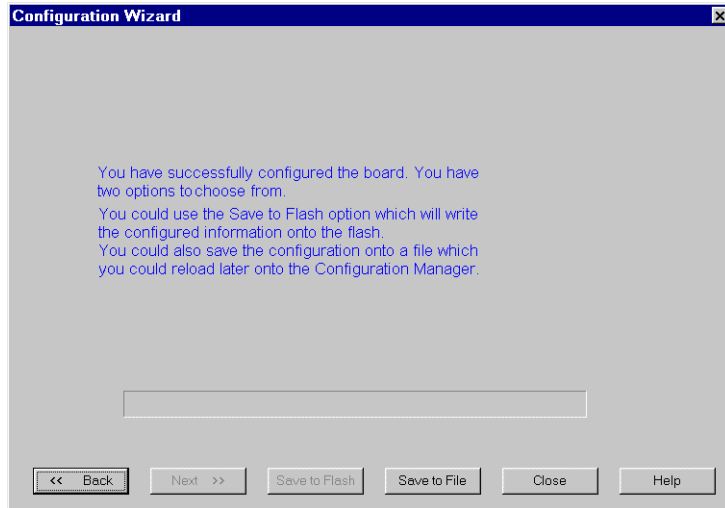 Configuration Wizard
You have successfully configured the board. You have
two options to choose from.
You could use the Save to Flash option which will write
the configured information onto the flash.
You could also save the configuration onto a file which
you could reload later onto the Configuration Manager.
<< Back
Next >>
Save to Flash
Save to File
Close
Help